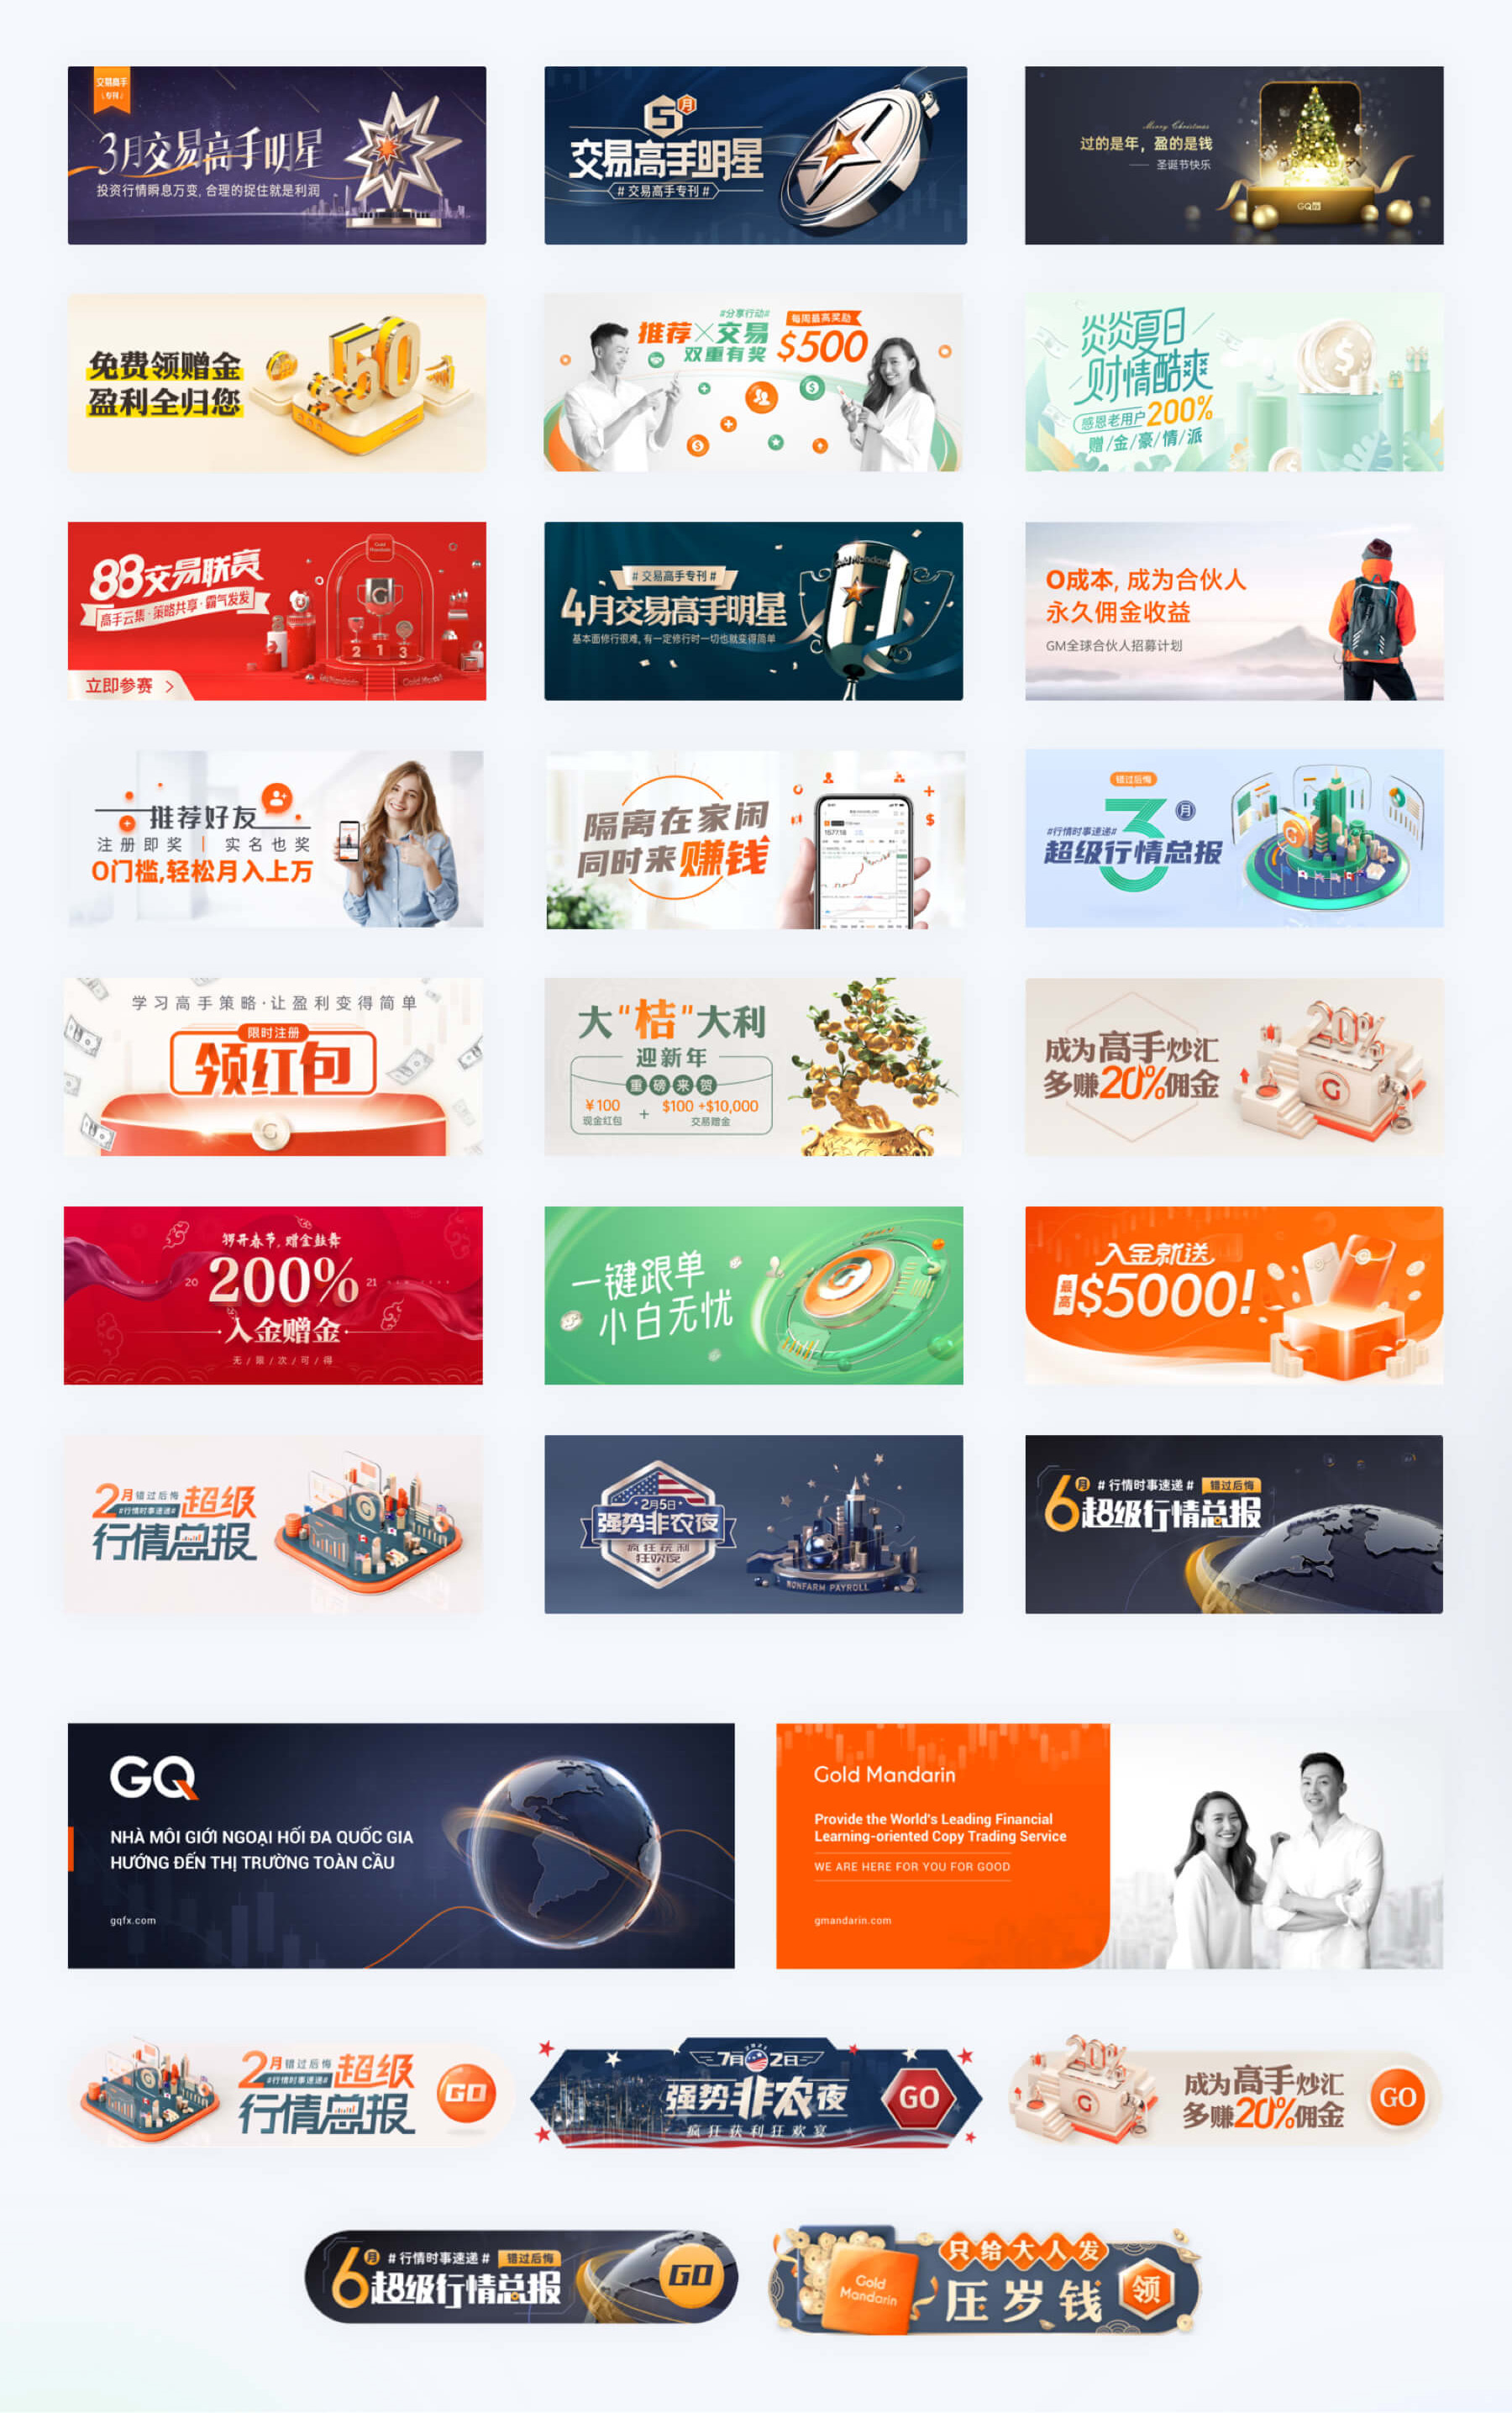 交易高手
专刊
3月交易高手明星
投资行情瞬息万变, 合理的捉住就是利润
6月
交易高手明星
# 交易高手专刊 #
Merry Christmas
过的是年，盈的是钱
圣诞节快乐
GQ
免费领赠金
盈利全归您
$50
#分享行动#
推荐×交易
双重有奖
每周最高奖励
$500
炎炎夏日
财情酷爽
感恩老用户200%
赠/金/豪/情/派
88交易联赛
高手云集·策略共享·霸气发发
立即参赛
Gold Mandarin
2 1 3
Gold Mandarin
# 交易高手专刊 #
4月交易高手明星
基本面修行很难, 有一定修行时一切也就变得简单
Gold Mandarin
0成本, 成为合伙人
永久佣金收益
GM全球合伙人招募计划
推荐好友
注册即奖 | 实名也奖
0门槛,轻松月入上万
隔离在家闲
同时来赚钱
错过后悔
3月
#行情时事速递#
超级行情总报
学习高手策略·让盈利变得简单
限时注册
领红包
大“桔”大利
迎新年
重磅来贺
¥100 + $100 +$10,000
现金红包 交易赠金
成为高手炒汇
多赚20%佣金
20%
锣开春节, 赠金鼓舞
20 200% 21
入金赠金
无/限/次/可/得
一键跟单
小白无忧
入金就送
最高$5000!
2月错过后悔超级
#行情时事速递#
行情总报
2月5日
强势非农夜
疯狂获利
狂欢夜
NONFARM PAYROLL
6月 # 行情时事速递 # 错过后悔
超级行情总报
GQ
NHÀ MÔI GIỚI NGOẠI HỐI ĐA QUỐC GIA
HƯỚNG ĐẾN THỊ TRƯỜNG TOÀN CẦU
gqfx.com
Gold Mandarin
Provide the World's Leading Financial
Learning-oriented Copy Trading Service
WE ARE HERE FOR YOU FOR GOOD
gmandarin.com
2月错过后悔超级
#行情时事速递#
行情总报
GO
7月2日
强势非农夜
疯狂获利狂欢宴
GO
20%
成为高手炒汇
多赚20%佣金
GO
6月 # 行情时事速递 # 错过后悔
超级行情总报
GO
Gold
Mandarin
只给大人发
压岁钱
领